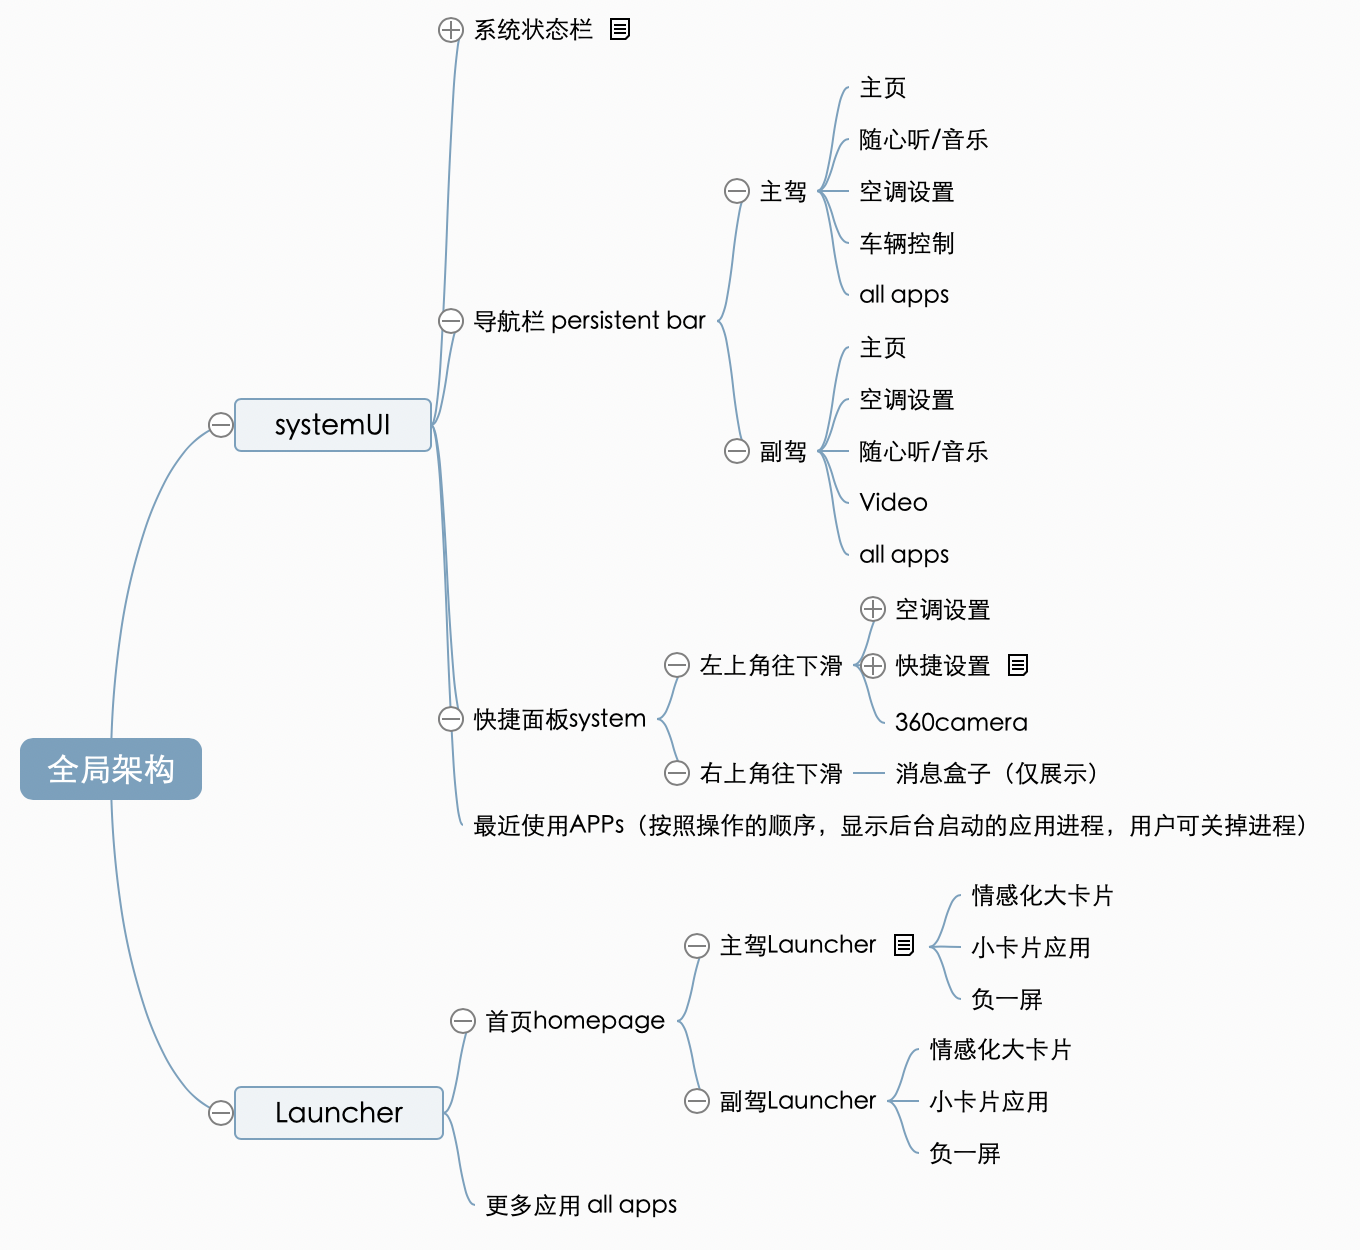 系统状态栏
主页
随心听/音乐
主驾
空调设置
车辆控制
all apps
导航栏 persistent bar
主页
空调设置
副驾
随心听/音乐
Video
all apps
systemUI
空调设置
左上角往下滑
快捷设置
360camera
快捷面板system
右上角往下滑
消息盒子（仅展示）
最近使用APPs（按照操作的顺序，显示后台启动的应用进程，用户可关掉进程）
全局架构
情感化大卡片
主驾Launcher
小卡片应用
负一屏
首页homepage
情感化大卡片
副驾Launcher
小卡片应用
负一屏
Launcher
更多应用 all apps